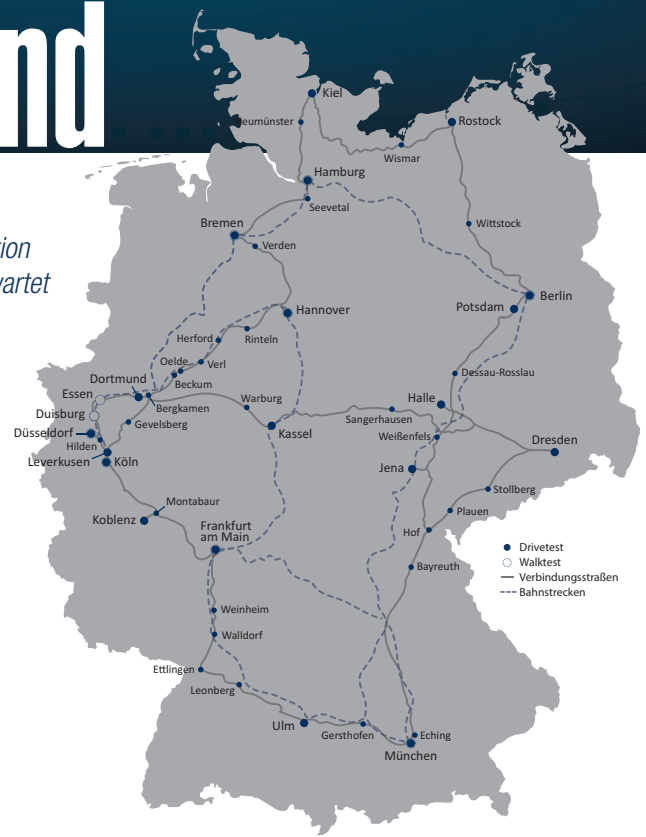 nd
ion
vartet
Kiel
eumünster
Rostock
Wismar
Hamburg
Seevetal
Bremen
Wittstock
Verden
Berlin
Potsdam
Hannover
Herford
Rinteln
Oelde
Verl
Beckum
Dessau-Rosslau
Dortmund
Essen
Bergkamen
Warburg
Halle
Duisburg
Gevelsberg
Sangerhausen
Düsseldorf
Kassel
Weißenfels
Dresden
Hilden
Leverkusen
Köln
Jena
Stollberg
Montabaur
Koblenz
Plauen
Frankfurt
am Main
Hof
Bayreuth
Drivetest
Walktest
Verbindungsstraßen
Bahnstrecken
Weinheim
Walldorf
Ettlingen
Leonberg
Ulm
Gersthofen
Eching
München